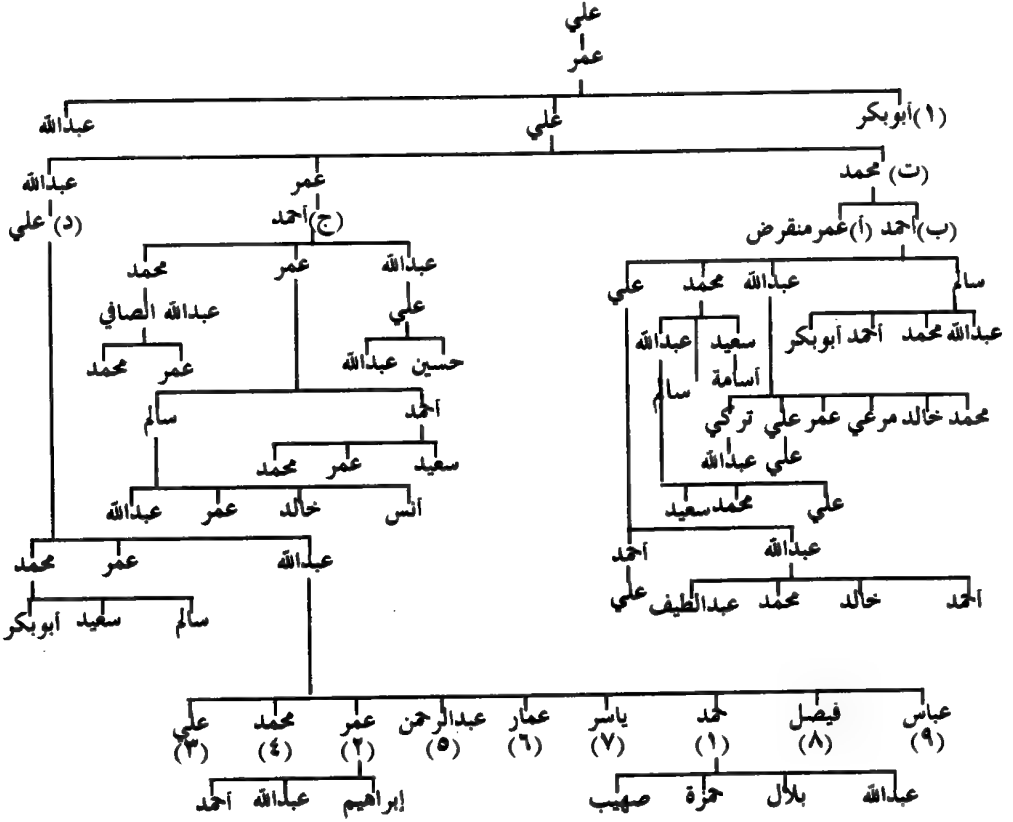 علي
عمر
(١) أبوبكر علي عبدالله
(ت) محمد عمر عبدالله
(ب) أحمد (أ) عمر منقرض (ج) أحمد (د) علي
سالم عبدالله محمد علي عبدالله عمر محمد
عبدالله محمد أحمد أبوبكر سعيد عبدالله علي عبدالله الصافي
أسامة سالم حسين عبدالله عمر محمد
محمد خالد مرعي عمر علي تركي أحمد سالم
علي عبدالله سعيد عمر محمد
علي محمد سعيد أنس خالد عمر عبدالله
عبدالله أحمد عبدالله عمر محمد
أحمد خالد محمد عبدالطيف علي سالم سعيد أبوبكر
عباس فيصل حمد ياسر عمار عبدالرحمن عمر محمد علي
(٩) (٨) (١) (٧) (٦) (٥) (٢) (٤) (٣)
عبدالله بلال حمزة صهيب إبراهيم عبدالله أحمد